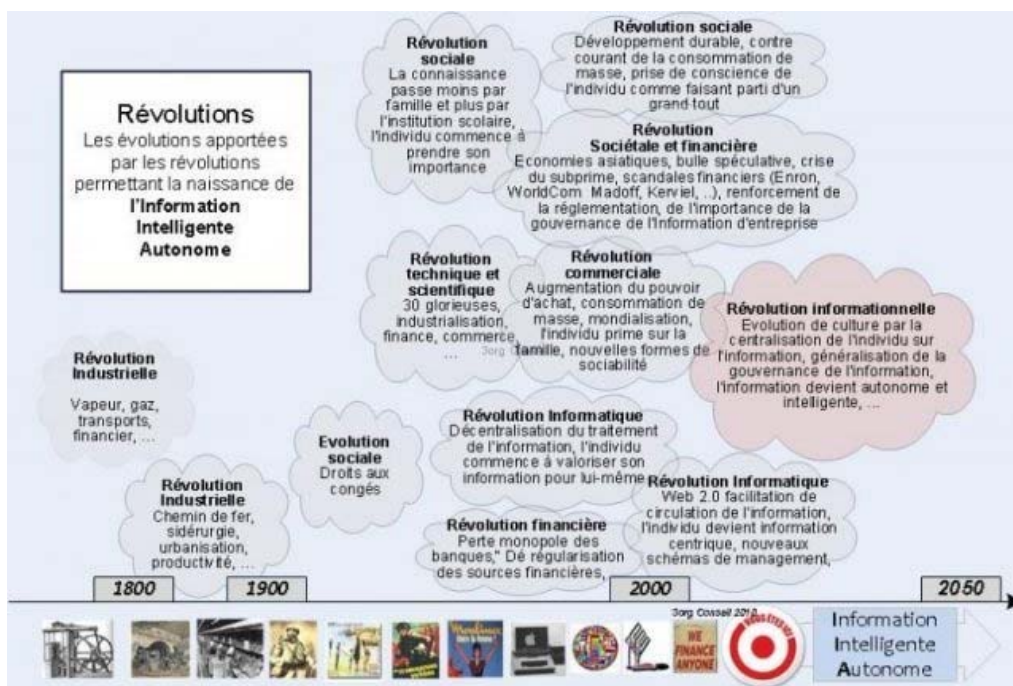 Révolutions
Les évolutions apportées
par les révolutions
permettant la naissance de
l'Information
Intelligente
Autonome
Révolution
sociale
La connaissance
passe moins par
famille et plus par
l'institution scolaire,
l'individu commence à
prendre son
importance
Révolution sociale
Développement durable, contre
courant de la consommation de
masse, prise de conscience de
l'individu comme faisant parti d'un
grand tout
Révolution
Sociétale et financière
Economies asiatiques, bulle spéculative, crise
du subprime, scandales financiers (Enron,
WorldCom Madoff, Kerviel, ..), renforcement
de la réglementation, de l'importance de la
gouvernance de l'Information d'entreprise
Révolution
technique et
scientifique
30 glorieuses,
industrialisation,
finance, commerce,
...
Révolution
commerciale
Augmentation du pouvoir
d'achat, consommation de
masse, mondialisation,
l'individu prime sur la
famille, nouvelles formes de
sociabilité
Révolution informationnelle
Evolution de culture par la
centralisation de l'individu sur
l'information, généralisation de la
gouvernance de l'information,
l'information devient autonome et
intelligente, ...
Révolution
Industrielle
Vapeur, gaz,
transports,
financier, ...
Révolution
Industrielle
Chemin de fer,
sidérurgie,
urbanisation,
productivité, ...
Evolution
sociale
Droits aux
congés
Révolution Informatique
Décentralisation du traitement
de l'information, l'individu
commence à valoriser son
information pour lui-même
Révolution Informatique
Web 2.0 facilitation de
circulation de l'information,
l'individu devient information
centrique, nouveaux
schémas de management,
Révolution financière
Perte monopole des
banques," Dé régularisation
des sources financières,
1800
1900
2000
2050
3org Conseil
Moulinex
WE
FINANCE
ANYONE
VOUS ETES ICI
Information
Intelligente
Autonome